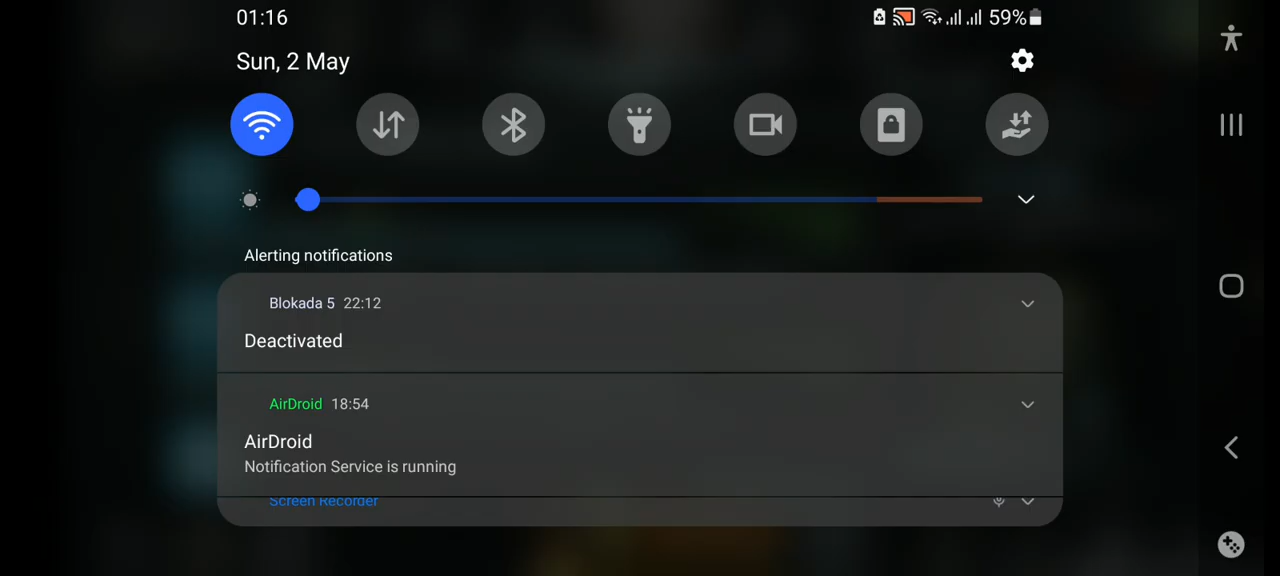 01:16
59%
Sun, 2 May
Alerting notifications
Blokada 5 22:12
Deactivated
AirDroid 18:54
AirDroid
Notification Service is running
Screen Recorder